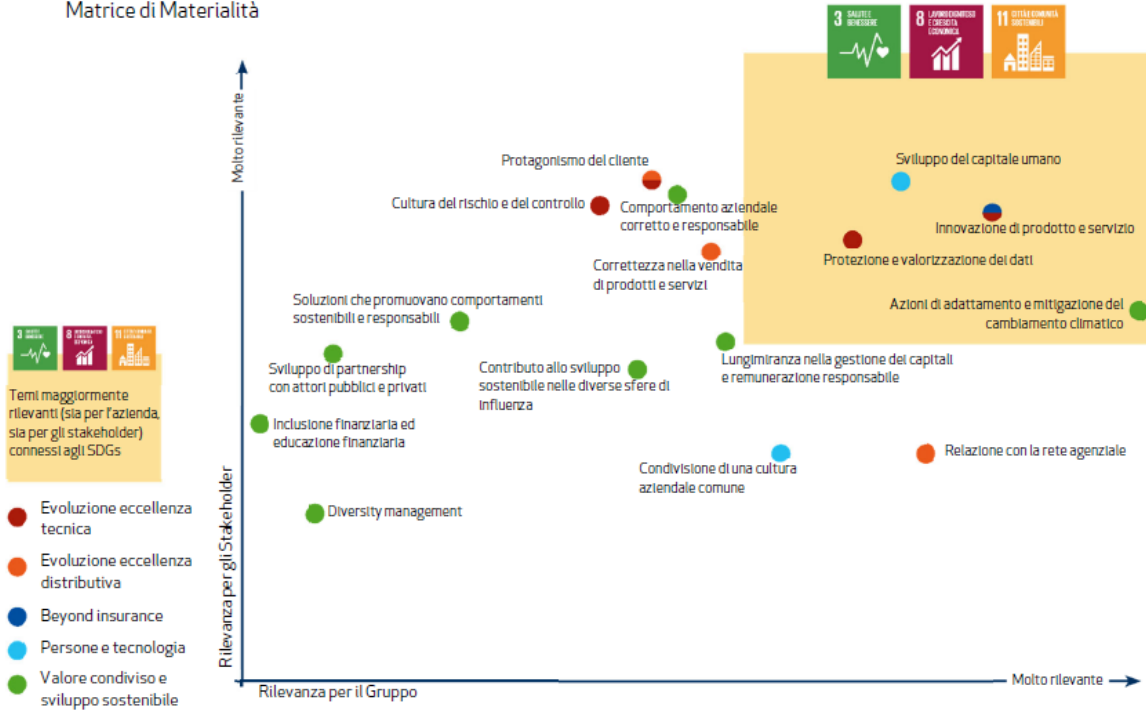 Matrice di Materialità
3 SALUTE E
BENESSERE
8 LAVORO DIGNITOSO
E CRESCITA
ECONOMICA
11 CITTÀ E COMUNITÀ
SOSTENIBILI
Molto rilevante
Protagonismo del cliente
Sviluppo del capitale umano
Cultura del rischio e del controllo
Comportamento aziendale
corretto e responsabile
Innovazione di prodotto e servizio
Correttezza nella vendita
di prodotti e servizi
Protezione e valorizzazione dei dati
Soluzioni che promuovano comportamenti
sostenibili e responsabili
Azioni di adattamento e mitigazione del
cambiamento climatico
3
8
11
Sviluppo di partnership
con attori pubblici e privati
Contributo allo sviluppo
sostenibile nelle diverse sfere di
influenza
Lungimiranza nella gestione dei capitali
e remunerazione responsabile
Temi maggiormente
rilevanti (sia per l'azienda,
sia per gli stakeholder)
connessi agli SDGs
Inclusione finanziaria ed
educazione finanziaria
Condivisione di una cultura
aziendale comune
Relazione con la rete agenziale
Diversity management
Evoluzione eccellenza
tecnica
Evoluzione eccellenza
distributiva
Beyond insurance
Persone e tecnologia
Valore condiviso e
sviluppo sostenibile
Rilevanza per gli Stakeholder
Rilevanza per il Gruppo
Molto rilevante